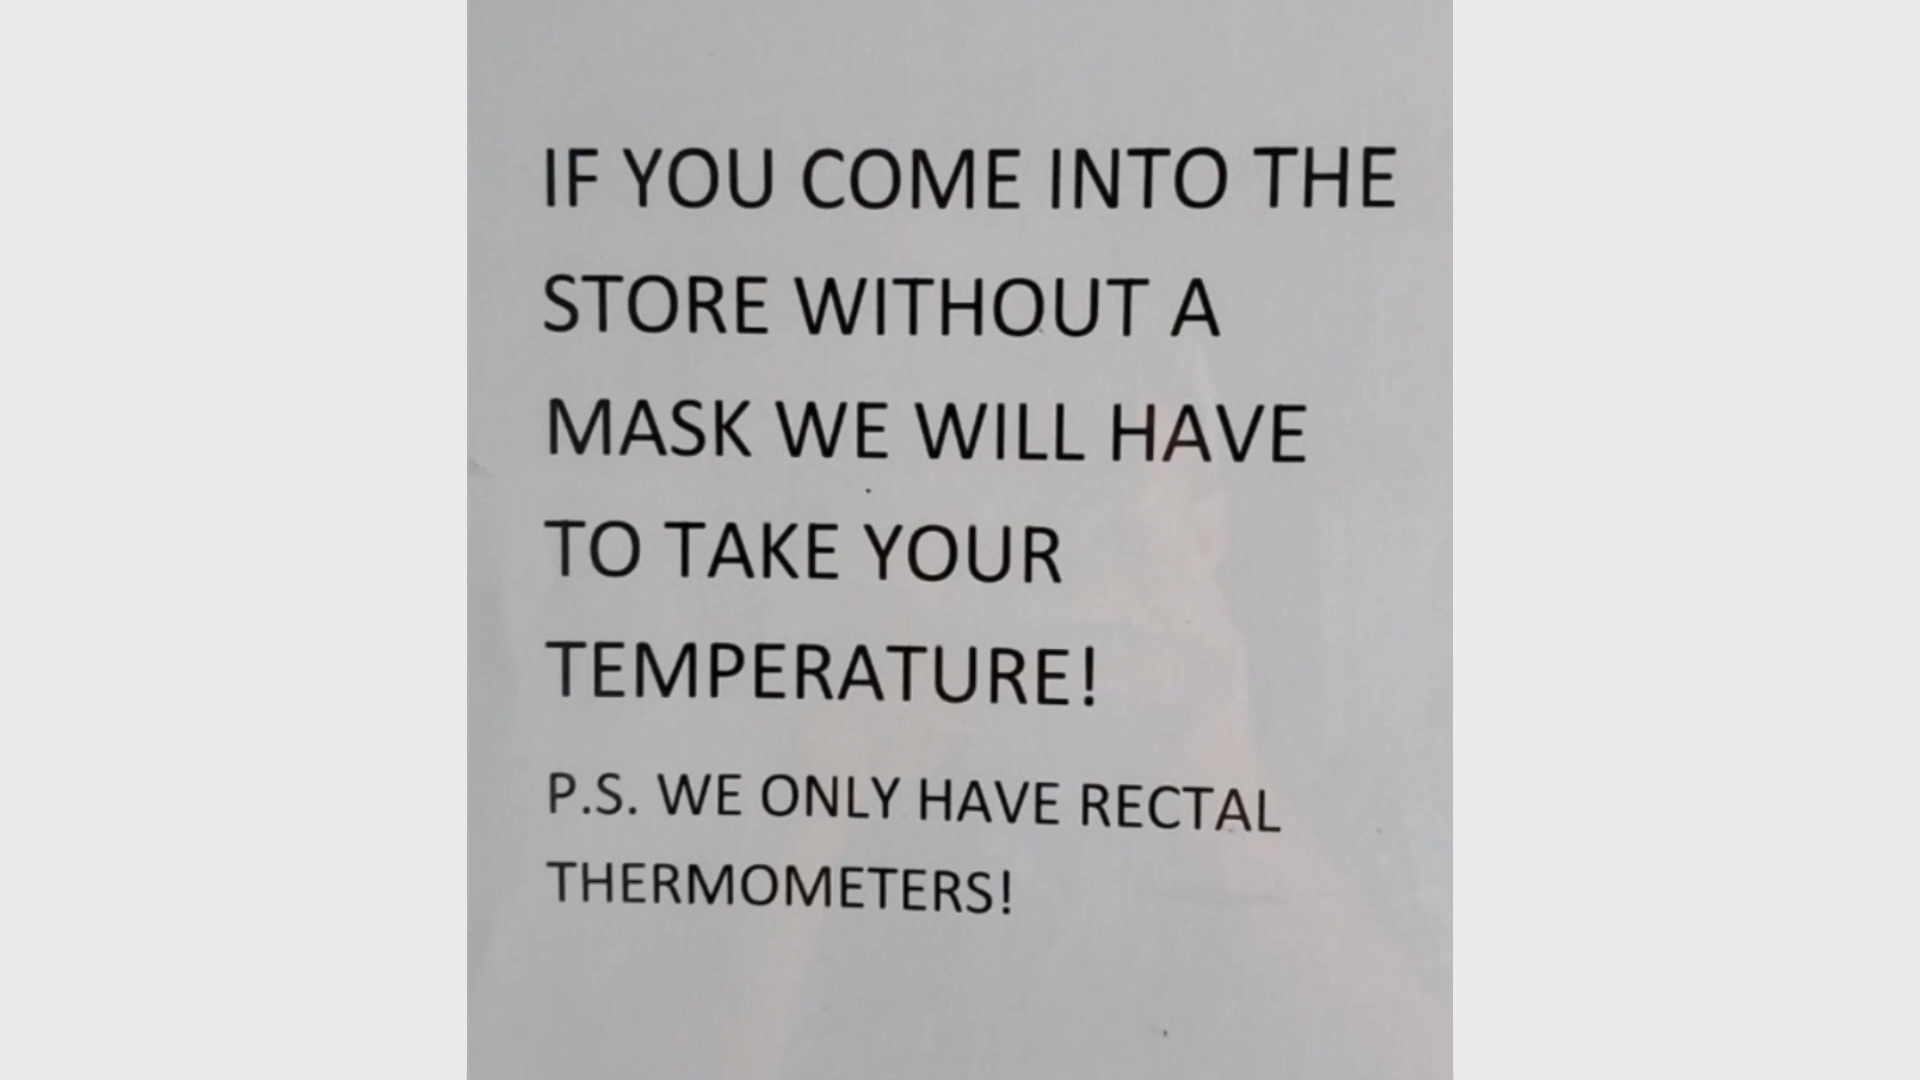 IF YOU COME INTO THE
STORE WITHOUT A
MASK WE WILL HAVE
TO TAKE YOUR
TEMPERATURE!
P.S. WE ONLY HAVE RECTAL
THERMOMETERS!